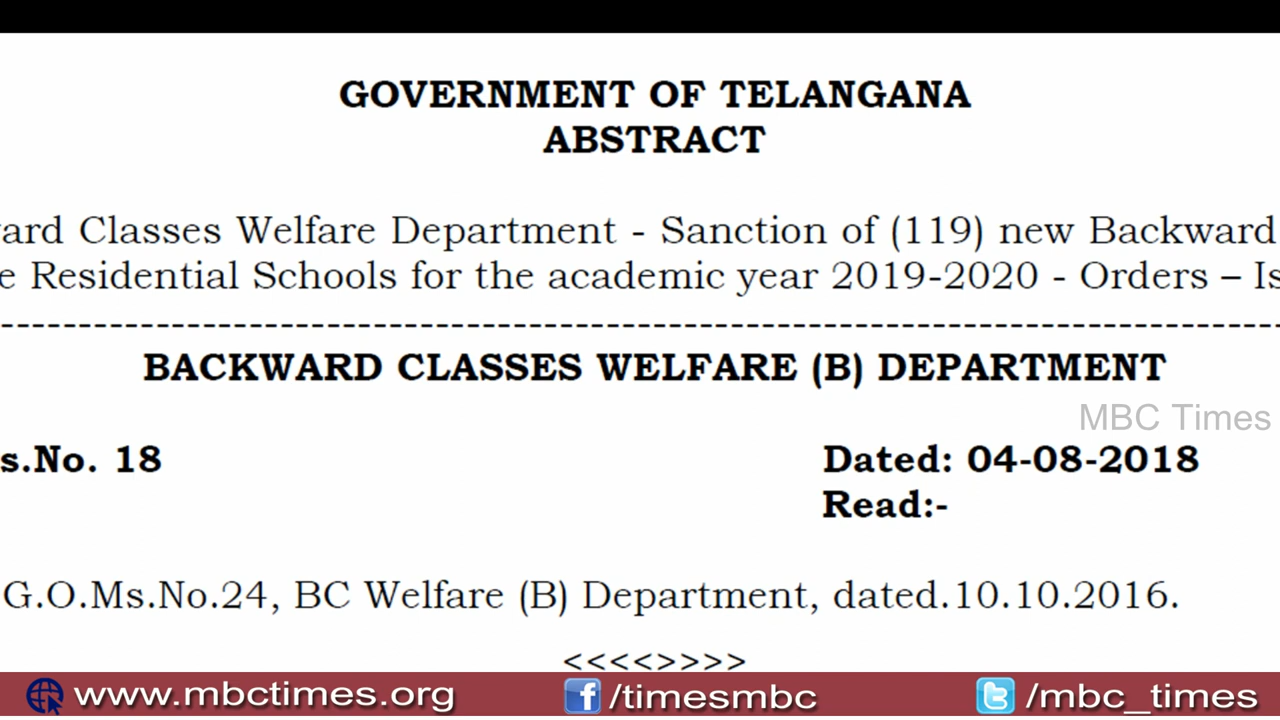 GOVERNMENT OF TELANGANA
ABSTRACT
ard Classes Welfare Department - Sanction of (119) new Backward
e Residential Schools for the academic year 2019-2020 - Orders – Is
--------------------------------------------------------------------------------
BACKWARD CLASSES WELFARE (B) DEPARTMENT
MBC Times
s.No. 18 Dated: 04-08-2018
Read:-
G.O.Ms.No.24, BC Welfare (B) Department, dated.10.10.2016.
<<<<>>>>
www.mbctimes.org /timesmbc /mbc_times